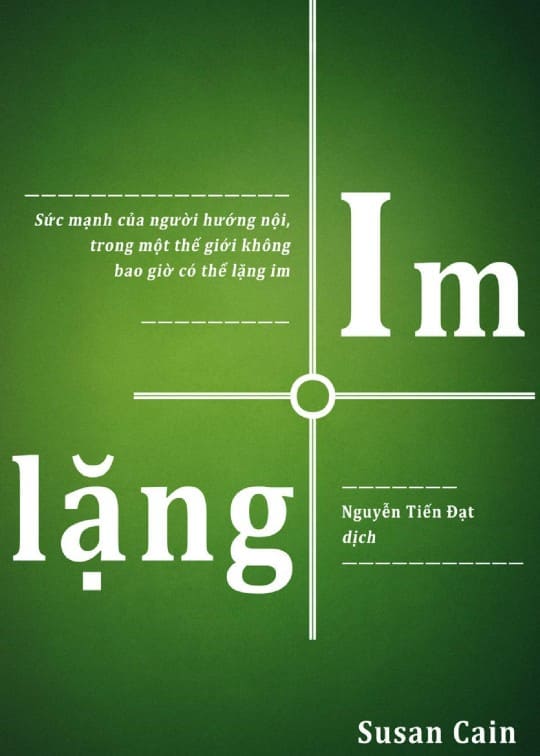 Sức mạnh của người hướng nội,
trong một thế giới không
bao giờ có thể lặng im
Im
lặng
Nguyễn Tiến Đạt
dịch
Susan Cain